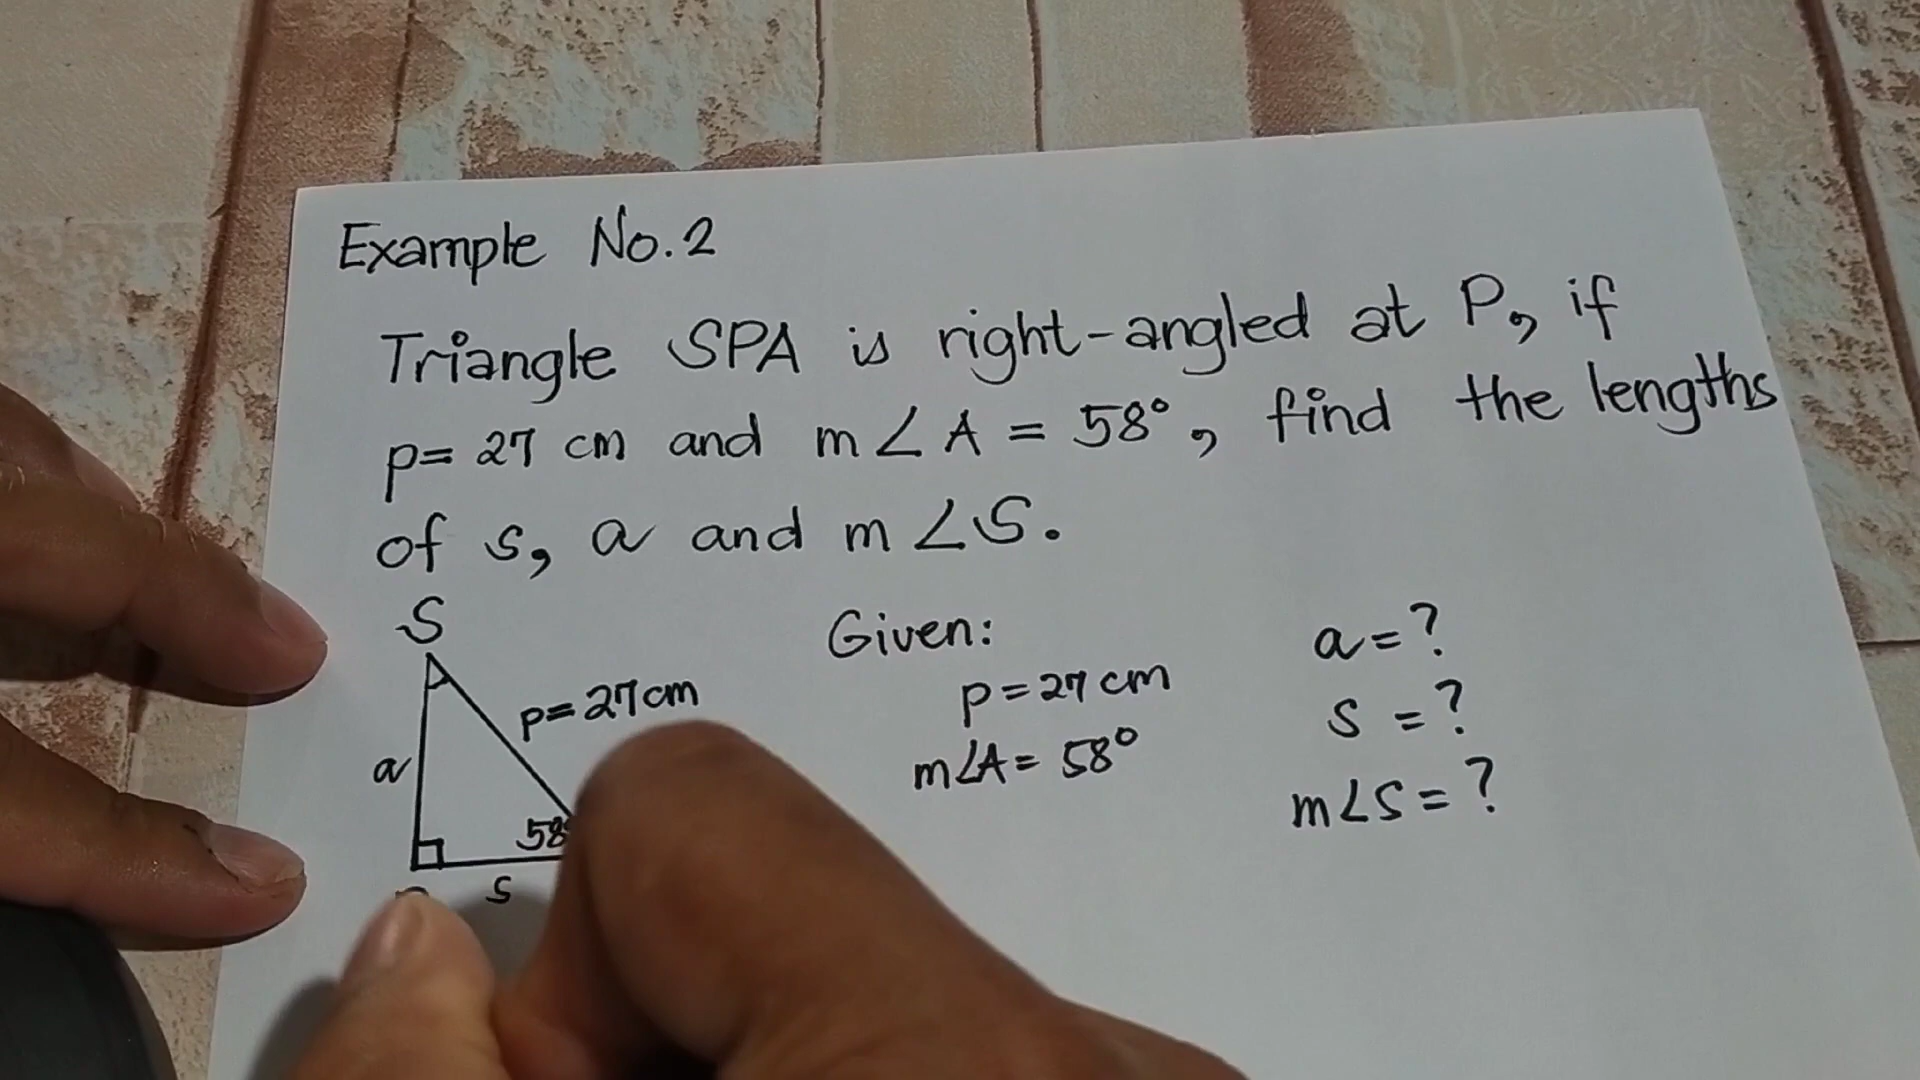 Example No.2
Triangle SPA is right-angled at P, if
p= 27 cm and m∠A = 58°, find the lengths
of s, a and m∠S.
S
p=27cm
a
58°
s
Given:
p=27 cm
m∠A= 58°
a=?
s =?
m∠S=?